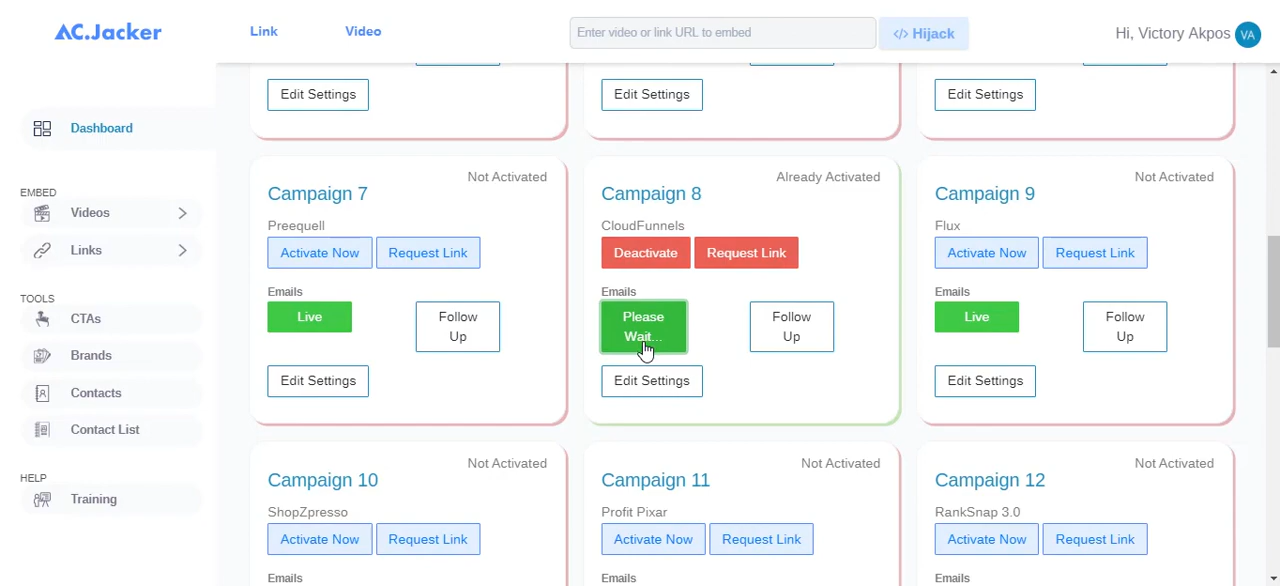 AC.Jacker
Link
Video
Enter video or link URL to embed
</> Hijack
Hi, Victory Akpos
VA
Dashboard
EMBED
Videos
Links
TOOLS
CTAs
Brands
Contacts
Contact List
HELP
Training
Edit Settings
Edit Settings
Edit Settings
Not Activated
Campaign 7
Preequell
Activate Now
Request Link
Emails
Live
Follow
Up
Edit Settings
Already Activated
Campaign 8
CloudFunnels
Deactivate
Request Link
Emails
Please
Wait...
Follow
Up
Edit Settings
Not Activated
Campaign 9
Flux
Activate Now
Request Link
Emails
Live
Follow
Up
Edit Settings
Not Activated
Campaign 10
ShopZpresso
Activate Now
Request Link
Emails
Not Activated
Campaign 11
Profit Pixar
Activate Now
Request Link
Emails
Not Activated
Campaign 12
RankSnap 3.0
Activate Now
Request Link
Emails